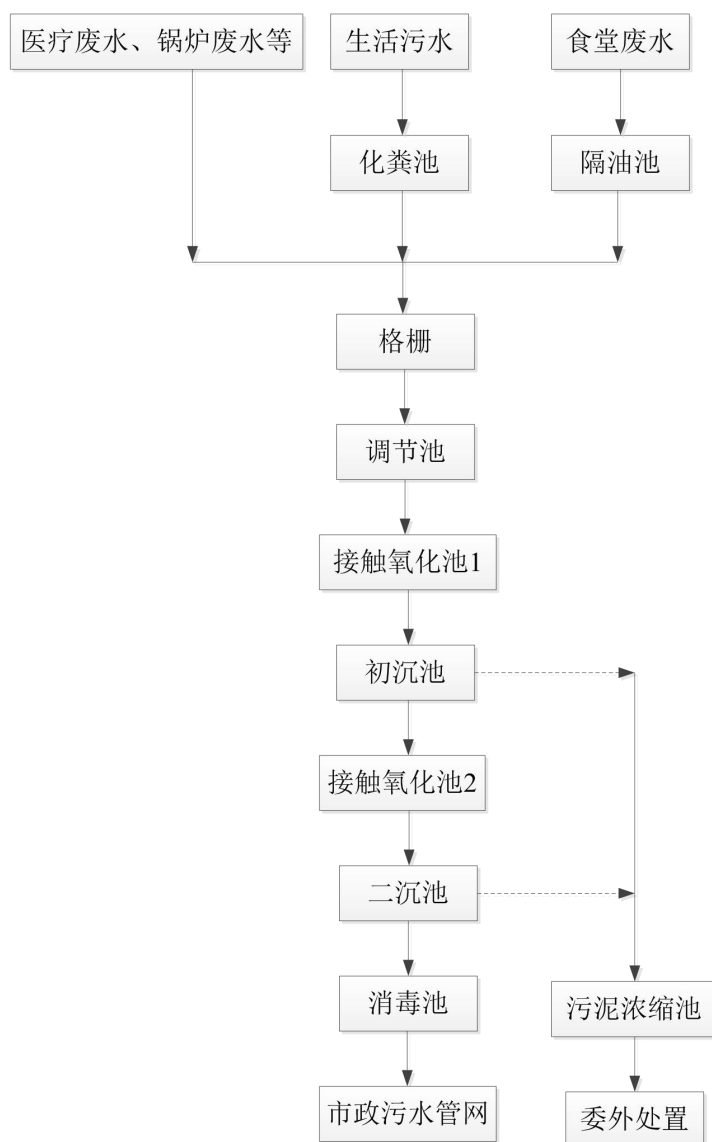 医疗废水、锅炉废水等
生活污水
食堂废水
化粪池
隔油池
格栅
调节池
接触氧化池1
初沉池
接触氧化池2
二沉池
消毒池
污泥浓缩池
市政污水管网
委外处置